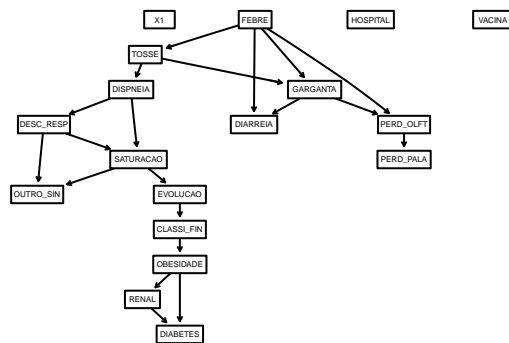 X1 FEBRE HOSPITAL VACINA
TOSSE
DISPNEIA GARGANTA
DESC_RESP DIARREIA PERD_OLFT
SATURACAO PERD_PALA
OUTRO_SIN EVOLUCAO
CLASSI_FIN
OBESIDADE
RENAL
DIABETES